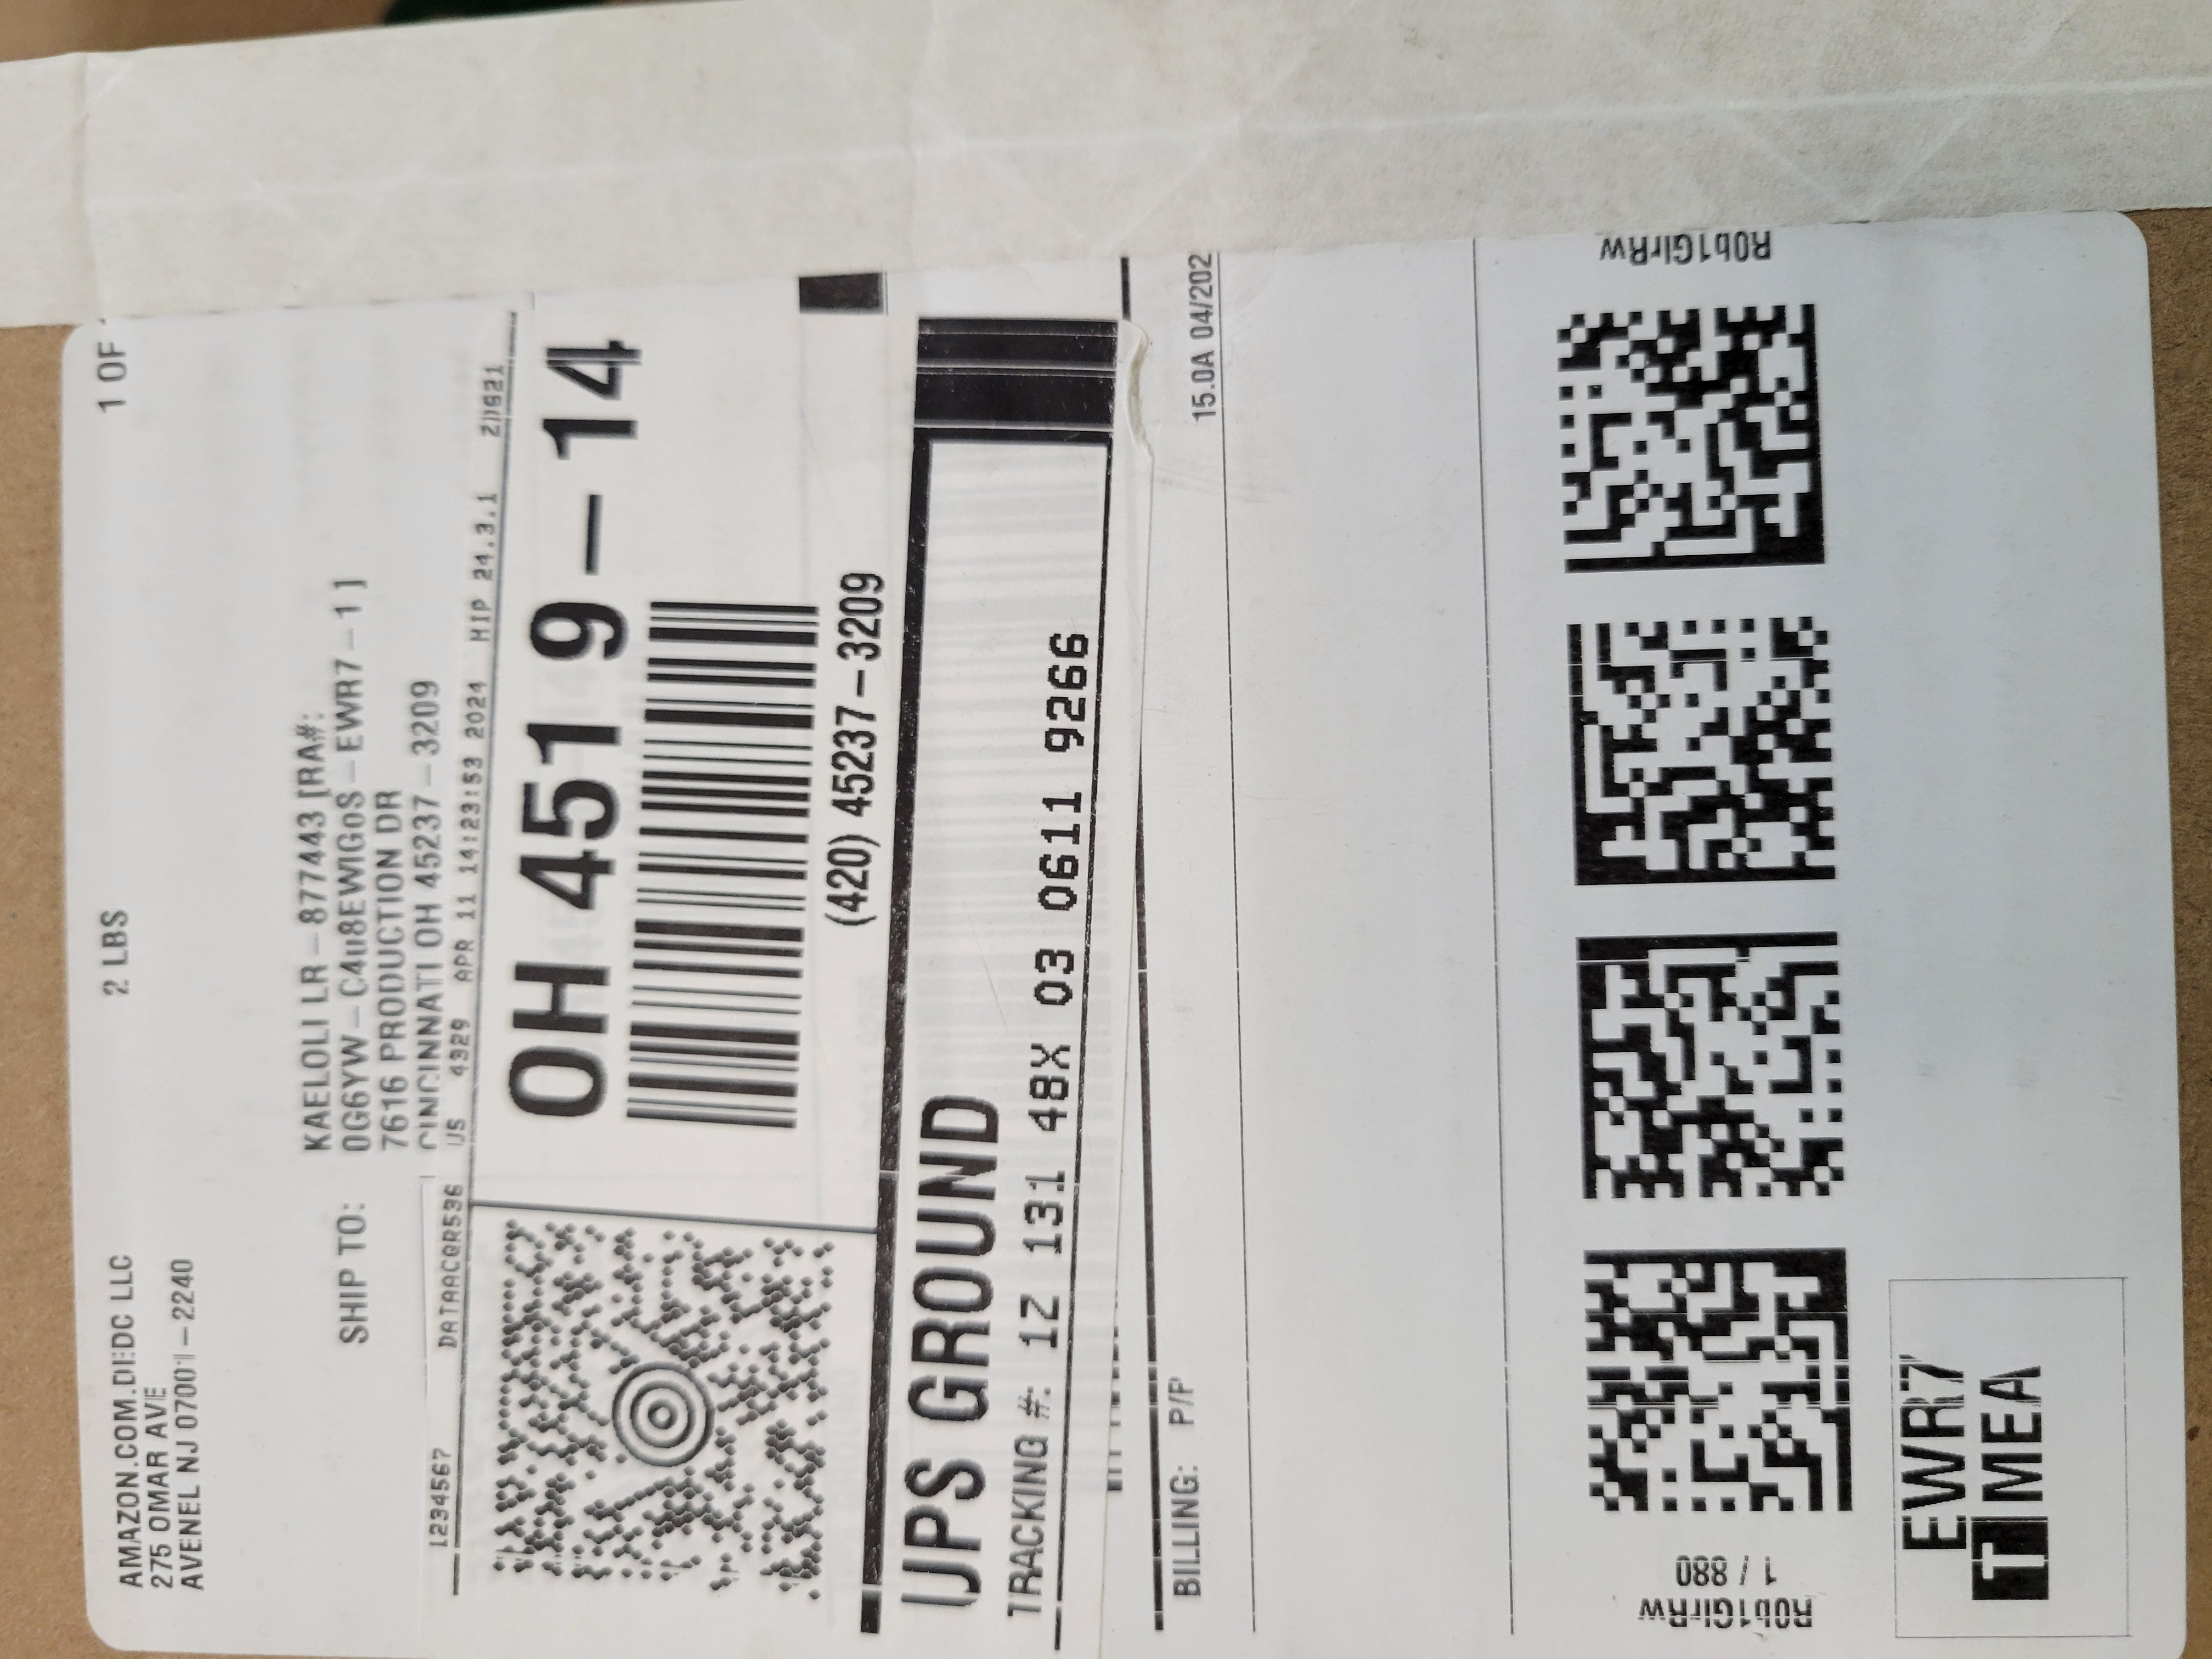 AMAZON.COM.DEDC LLC
275 OMAR AVE
AVENEL NJ 07001-2240
2 LBS
1 OF
SHIP TO:
KAELOLI LR-877443 [RA#:
0G6YW-C4u8EWIG0S-EWR7-1]
7616 PRODUCTION DR
CINCINNATI OH 45237-3209
1234567 DATAACQR536 US 4329 APR 11 14:23:53 2024 HIP 24.3.1
OH 451 9-14
(420) 45237-3209
UPS GROUND
TRACKING #: 1Z 131 48X 03 0611 9266
BILLING: P/P
15.0A 04/202
R0b1GIrRw
1 / 880
R0b1GIrRw
EWR7
T MEA